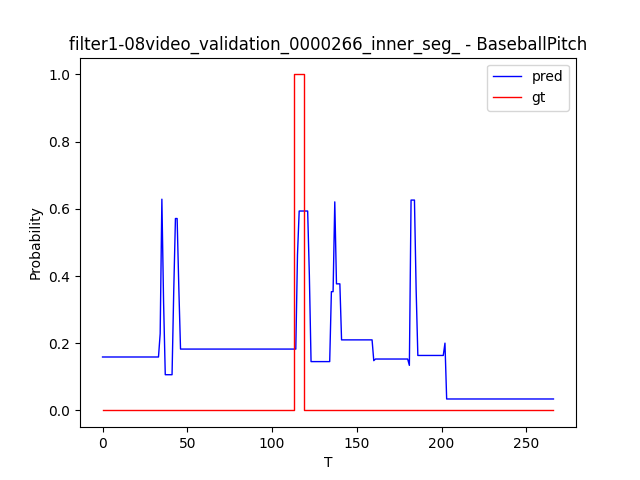 filter1-08video_validation_0000266_inner_seg_ - BaseballPitch
pred
gt
Probability
1.0
0.8
0.6
0.4
0.2
0.0
0 50 100 150 200 250
T